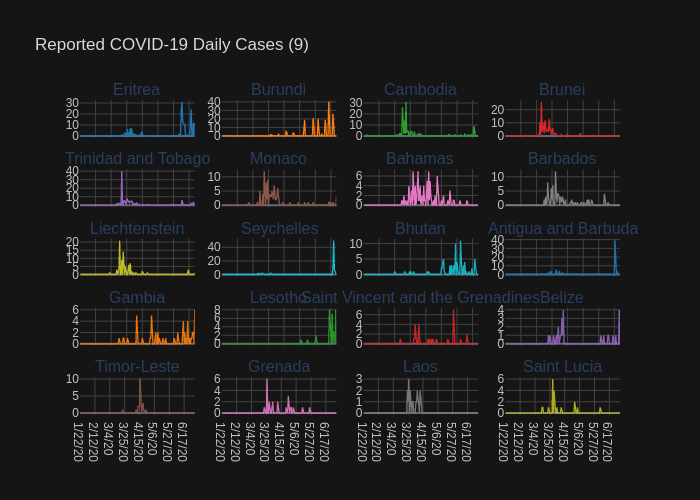 Reported COVID-19 Daily Cases (9)
Eritrea Burundi Cambodia Brunei
30 20 10 0
40 30 20 10 0
30 20 10 0
20 10 0
Trinidad and Tobago Monaco Bahamas Barbados
40 30 20 10 0
10 5 0
6 4 2 0
10 5 0
Liechtenstein Seychelles Bhutan Antigua and Barbuda
20 15 10 5 0
40 20 0
10 5 0
40 30 20 10 0
Gambia Lesotho Saint Vincent and the Grenadines Belize
6 4 2 0
8 6 4 2 0
6 4 2 0
4 3 2 1 0
Timor-Leste Grenada Laos Saint Lucia
10 5 0
6 4 2 0
3 2 1 0
6 4 2 0
1/22/20 2/12/20 3/4/20 3/25/20 4/15/20 5/6/20 5/27/20 6/17/20
1/22/20 2/12/20 3/4/20 3/25/20 4/15/20 5/6/20 5/27/20 6/17/20
1/22/20 2/12/20 3/4/20 3/25/20 4/15/20 5/6/20 5/27/20 6/17/20
1/22/20 2/12/20 3/4/20 3/25/20 4/15/20 5/6/20 5/27/20 6/17/20